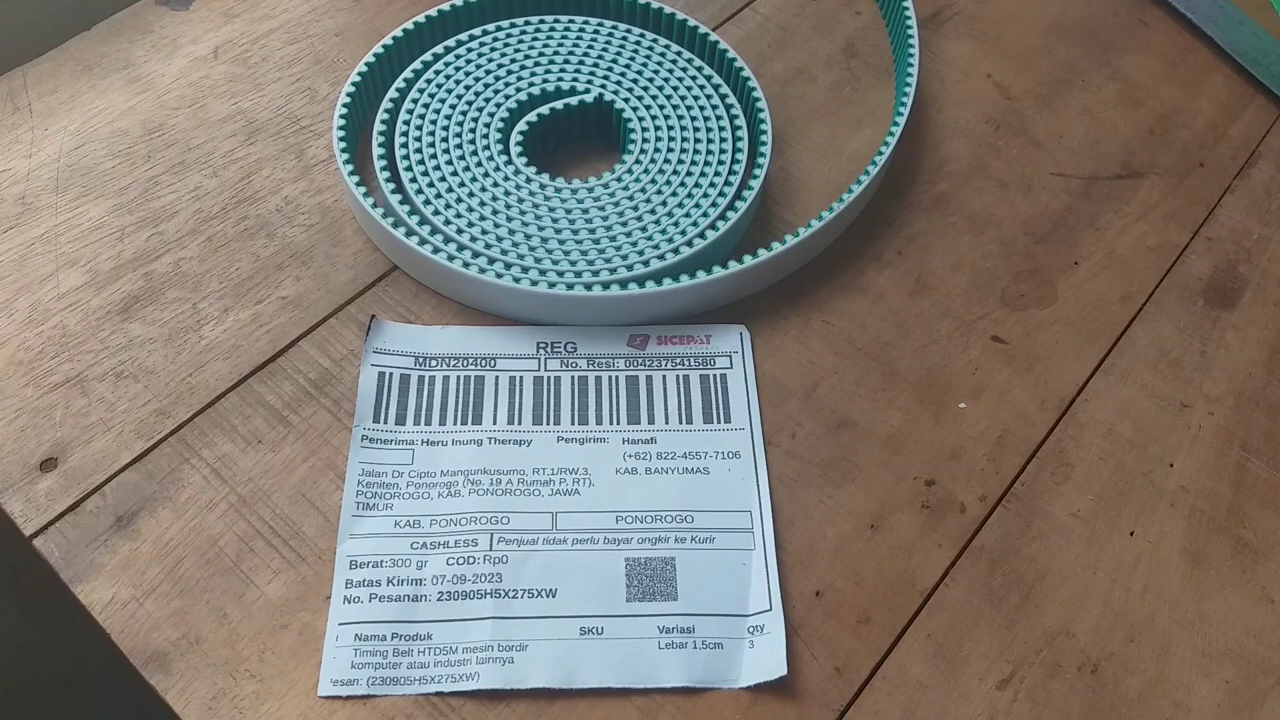 REG
SICEPAT
MDN20400
No. Resi: 004237541580
Penerima: Heru Inung Therapy
Pengirim: Hanafi
(+62) 822-4557-7106
KAB. BANYUMAS
Jalan Dr Cipto Mangunkusumo, RT.1/RW.3,
Keniten, Ponorogo (No. 19 A Rumah P. RT),
PONOROGO, KAB. PONOROGO, JAWA
TIMUR
KAB. PONOROGO
PONOROGO
CASHLESS
Penjual tidak perlu bayar ongkir ke Kurir
Berat:300 gr COD: Rp0
Batas Kirim: 07-09-2023
No. Pesanan: 230905H5X275XW
Nama Produk SKU Variasi Qty
Timing Belt HTD5M mesin bordir Lebar 1,5cm 3
komputer atau industri lainnya
esan: (230905H5X275XW)